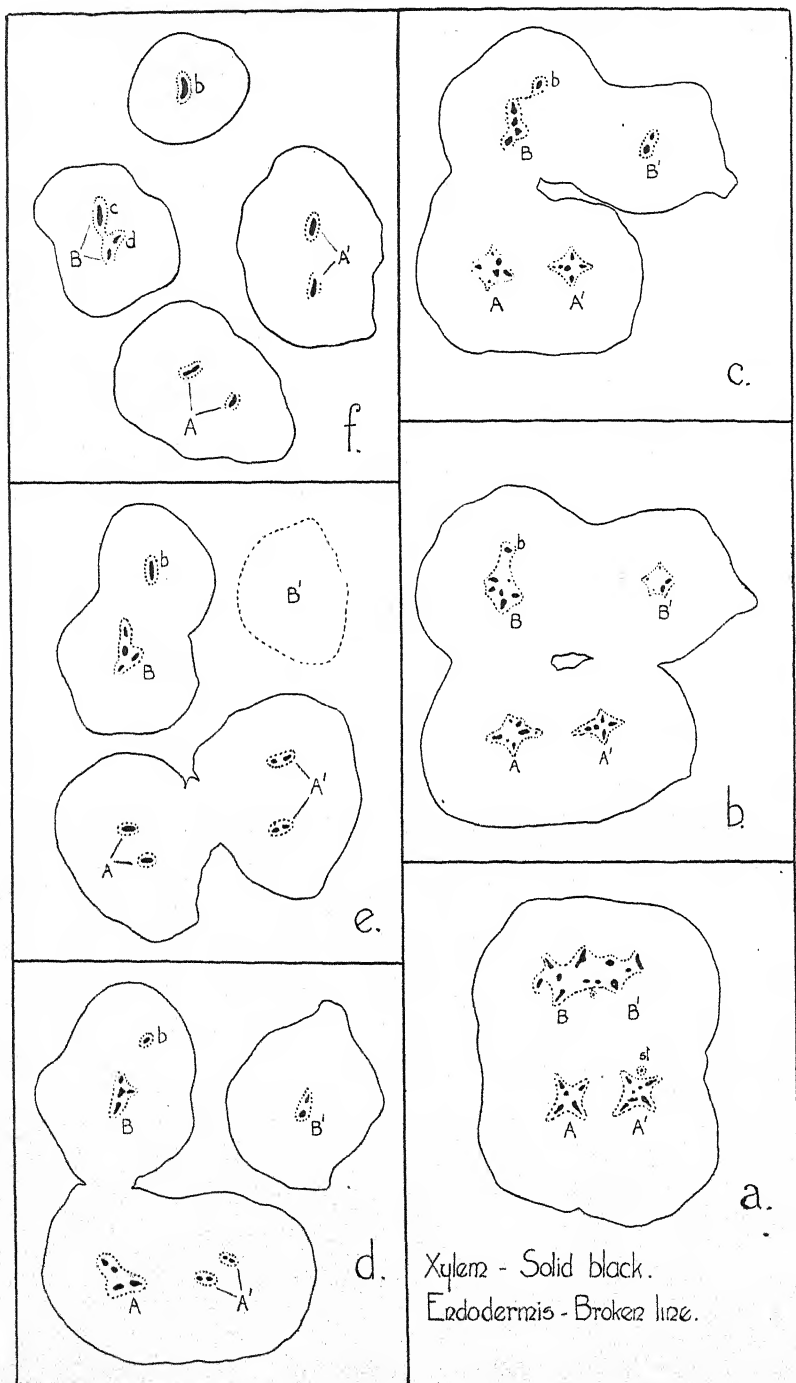 b
c
d
B
A'
A
f.
b
B
B'
A
A'
c.
b
B
B'
A
A'
e.
b
B
B'
A
A'
b.
B
B'
st
A
A'
a.
b
B
B'
A
A'
d.
Xylem - Solid black.
Endodermis - Broken line.